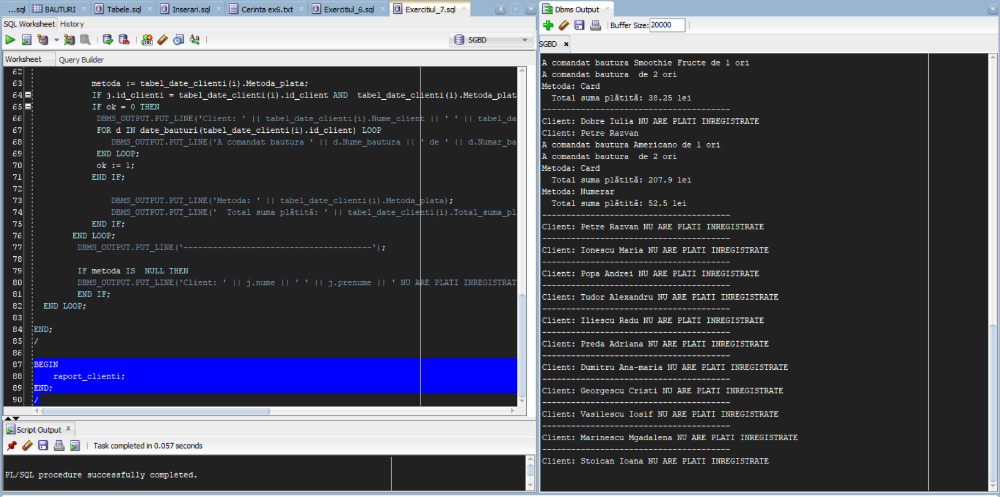 ...sql BAUTURI Tabele.sql Inserari.sql Cerinta ex6.txt Exercitiul_6.sql Exercitiul_7.sql
SQL Worksheet History
SGBD
Worksheet Query Builder
62
63 metoda := tabel_date_clienti(i).Metoda_plata;
64 IF j.id_clienti = tabel_date_clienti(i).id_client AND  tabel_date_clienti(i).Metoda_plat
65 IF ok = 0 THEN
66 DBMS_OUTPUT.PUT_LINE('Client: ' || tabel_date_clienti(i).Nume_client || ' ' || tabel_da
67 FOR d IN date_bauturi(tabel_date_clienti(i).id_client) LOOP
68 DBMS_OUTPUT.PUT_LINE('A comandat bautura ' || d.Nume_bautura || ' de ' || d.Numar_ba
69 END LOOP;
70 ok := 1;
71 END IF;
72
73 DBMS_OUTPUT.PUT_LINE('Metoda: ' || tabel_date_clienti(i).Metoda_plata);
74 DBMS_OUTPUT.PUT_LINE('  Total suma plătită: ' || tabel_date_clienti(i).Total_suma_pl
75 END IF;
76 END LOOP;
77 DBMS_OUTPUT.PUT_LINE('---------------------------------------');
78
79 IF metoda IS  NULL THEN
80 DBMS_OUTPUT.PUT_LINE('Client: ' || j.nume || ' ' || j.prenume || ' NU ARE PLATI INREGISTRAT
81 END IF;
82 END LOOP;
83
84 END;
85 /
86
87 BEGIN
88 raport_clienti;
89 END;
90 /
Script Output
Task completed in 0.057 seconds
PL/SQL procedure successfully completed.
Dbms Output
Buffer Size: 20000
SGBD
A comandat bautura Smoothie Fructe de 1 ori
A comandat bautura  de 2 ori
Metoda: Card
Total suma plătită: 38.25 lei
---------------------------------------
Client: Dobre Iulia NU ARE PLATI INREGISTRATE
Client: Petre Razvan
A comandat bautura Americano de 1 ori
A comandat bautura  de 2 ori
Metoda: Card
Total suma plătită: 207.9 lei
Metoda: Numerar
Total suma plătită: 52.5 lei
---------------------------------------
Client: Petre Razvan NU ARE PLATI INREGISTRATE
---------------------------------------
Client: Ionescu Maria NU ARE PLATI INREGISTRATE
---------------------------------------
Client: Popa Andrei NU ARE PLATI INREGISTRATE
---------------------------------------
Client: Tudor Alexandru NU ARE PLATI INREGISTRATE
---------------------------------------
Client: Iliescu Radu NU ARE PLATI INREGISTRATE
---------------------------------------
Client: Preda Adriana NU ARE PLATI INREGISTRATE
---------------------------------------
Client: Dumitru Ana-maria NU ARE PLATI INREGISTRATE
---------------------------------------
Client: Georgescu Cristi NU ARE PLATI INREGISTRATE
---------------------------------------
Client: Vasilescu Iosif NU ARE PLATI INREGISTRATE
---------------------------------------
Client: Marinescu Mgadalena NU ARE PLATI INREGISTRATE
---------------------------------------
Client: Stoican Ioana NU ARE PLATI INREGISTRATE